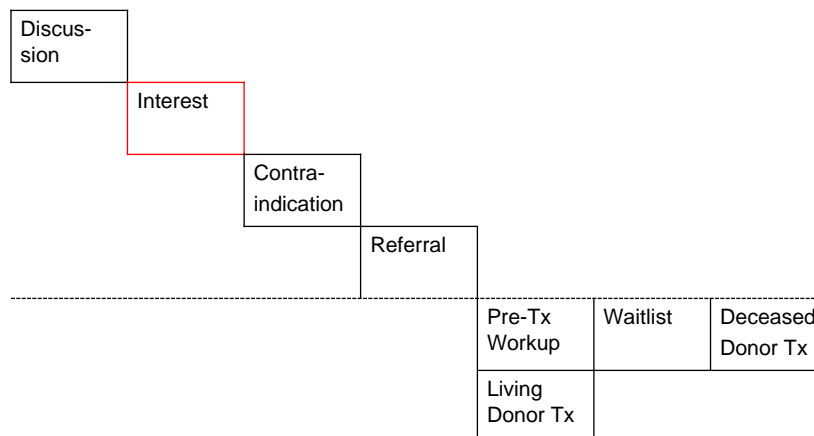 Discus-
sion
Interest
Contra-
indication
Referral
Pre-Tx
Workup
Waitlist
Deceased
Donor Tx
Living
Donor Tx